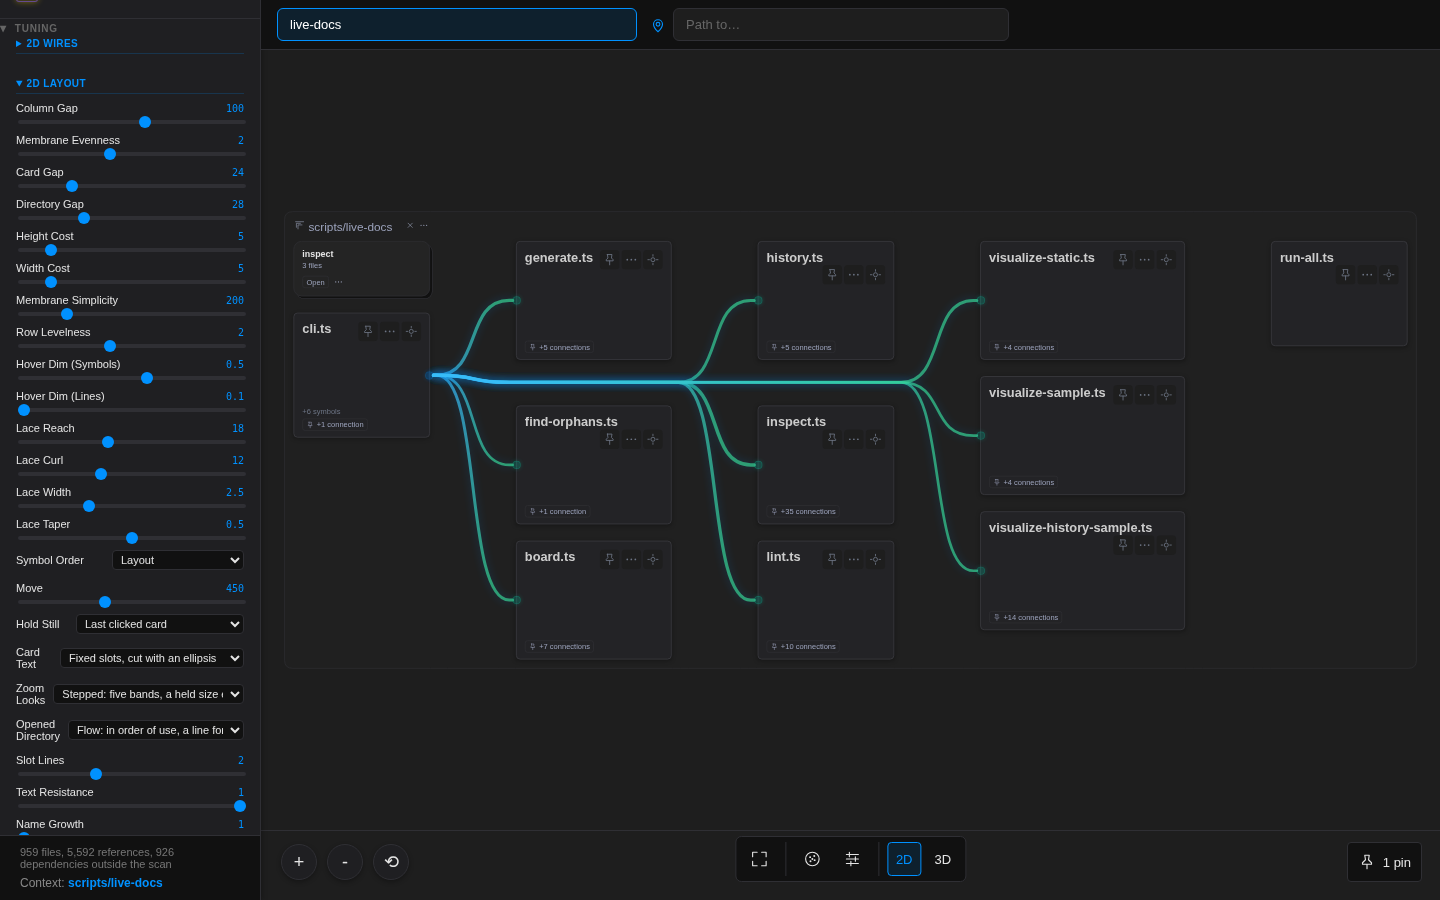 TUNING
2D WIRES
2D LAYOUT
Column Gap 100
Membrane Evenness 2
Card Gap 24
Directory Gap 28
Height Cost 5
Width Cost 5
Membrane Simplicity 200
Row Levelness 2
Hover Dim (Symbols) 0.5
Hover Dim (Lines) 0.1
Lace Reach 18
Lace Curl 12
Lace Width 2.5
Lace Taper 0.5
Symbol Order Layout
Move 450
Hold Still Last clicked card
Card Text Fixed slots, cut with an ellipsis
Zoom Looks Stepped: five bands, a held size
Opened Directory Flow: in order of use, a line for
Slot Lines 2
Text Resistance 1
Name Growth 1
959 files, 5,592 references, 926
dependencies outside the scan
Context: scripts/live-docs
live-docs
Path to…
scripts/live-docs
inspect
3 files
Open
cli.ts
+6 symbols
+1 connection
generate.ts
+5 connections
find-orphans.ts
+1 connection
board.ts
+7 connections
history.ts
+5 connections
inspect.ts
+35 connections
lint.ts
+10 connections
visualize-static.ts
+4 connections
visualize-sample.ts
+4 connections
visualize-history-sample.ts
+14 connections
run-all.ts
+
-
2D
3D
1 pin